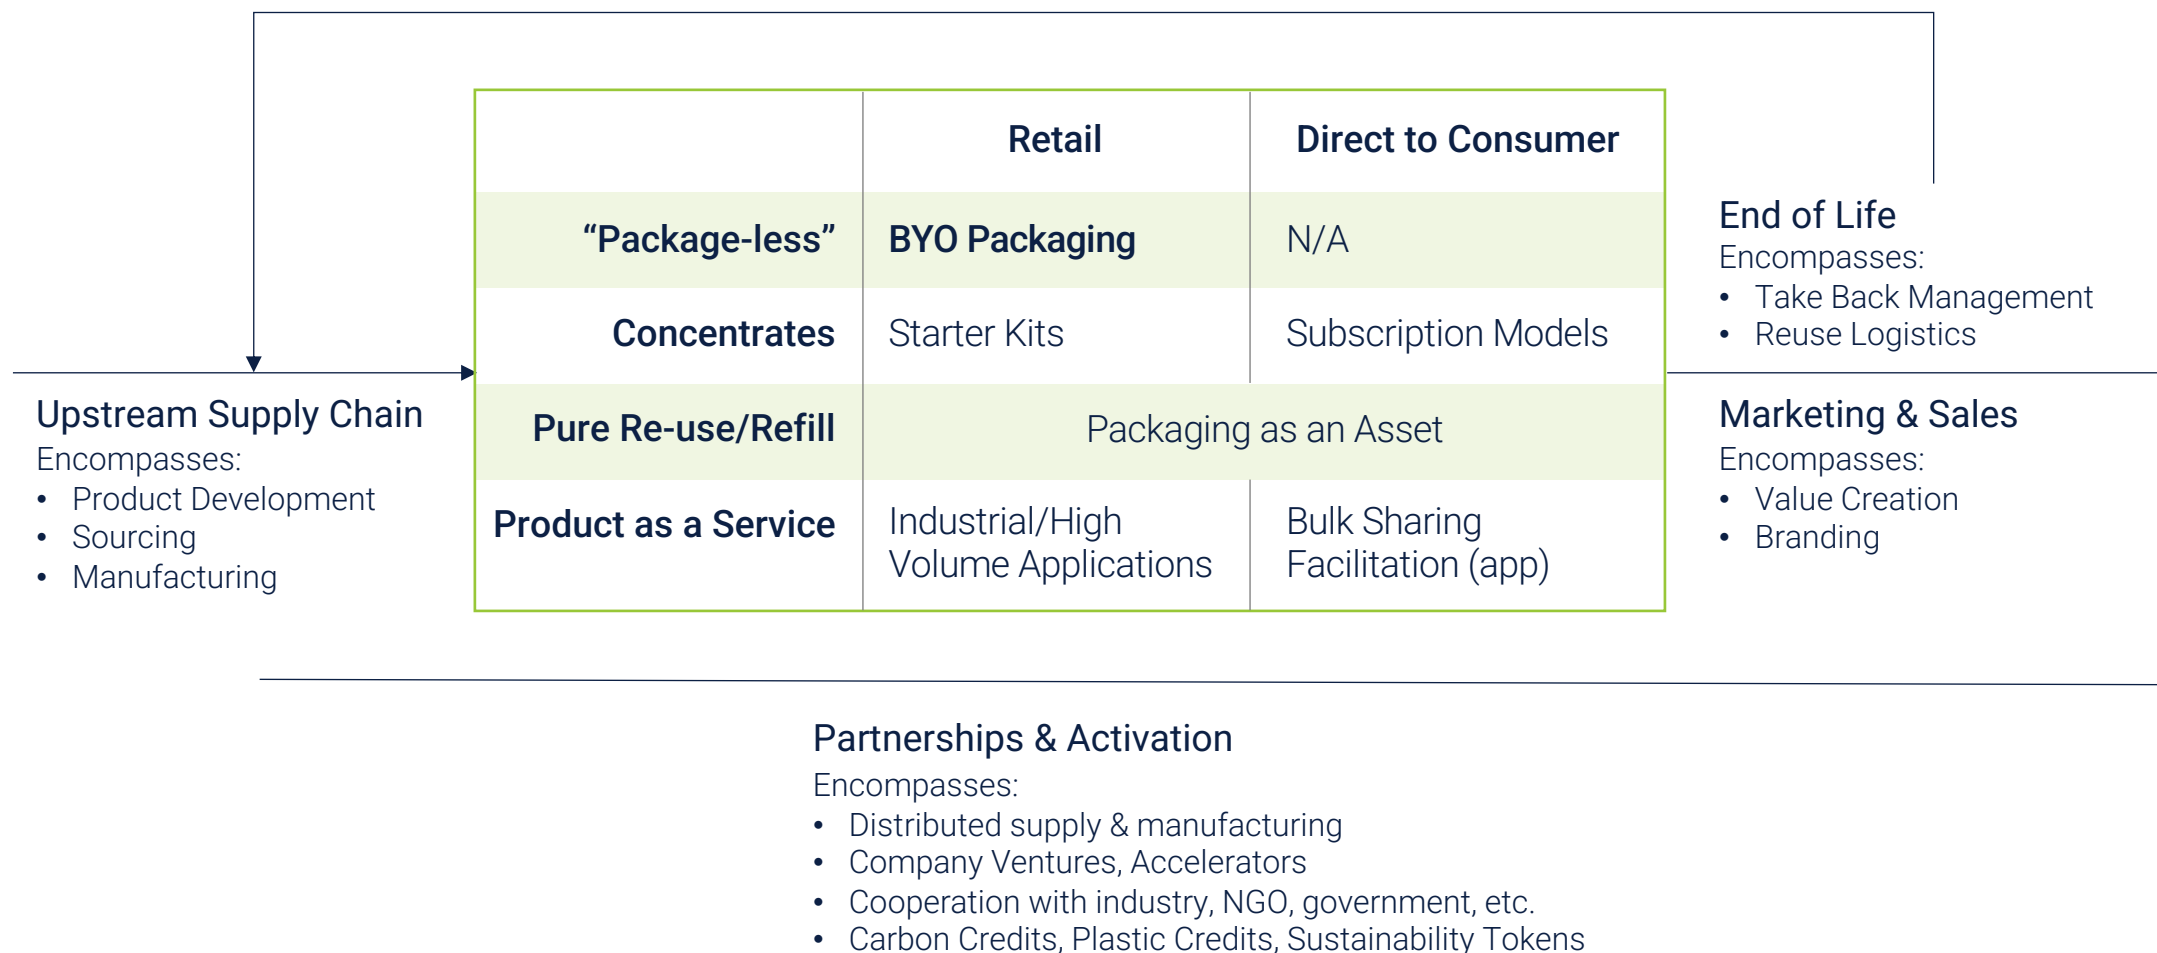 Retail
Direct to Consumer
“Package-less”
BYO Packaging
N/A
Concentrates
Starter Kits
Subscription Models
Pure Re-use/Refill
Packaging as an Asset
Product as a Service
Industrial/High
Volume Applications
Bulk Sharing
Facilitation (app)
Upstream Supply Chain
Encompasses:
• Product Development
• Sourcing
• Manufacturing
End of Life
Encompasses:
• Take Back Management
• Reuse Logistics
Marketing & Sales
Encompasses:
• Value Creation
• Branding
Partnerships & Activation
Encompasses:
• Distributed supply & manufacturing
• Company Ventures, Accelerators
• Cooperation with industry, NGO, government, etc.
• Carbon Credits, Plastic Credits, Sustainability Tokens